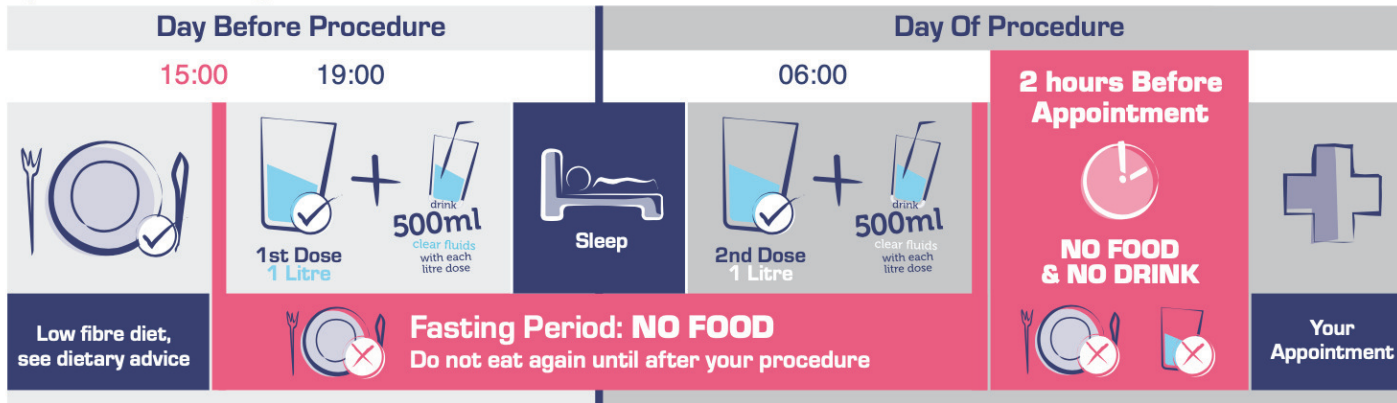 Day Before Procedure
Day Of Procedure
15:00
19:00
06:00
2 hours Before
Appointment
drink
500ml
clear fluids
with each
litre dose
1st Dose
1 Litre
Sleep
drink
500ml
clear fluids
with each
litre dose
2nd Dose
1 Litre
NO FOOD
& NO DRINK
Low fibre diet,
see dietary advice
Fasting Period: NO FOOD
Do not eat again until after your procedure
Your
Appointment